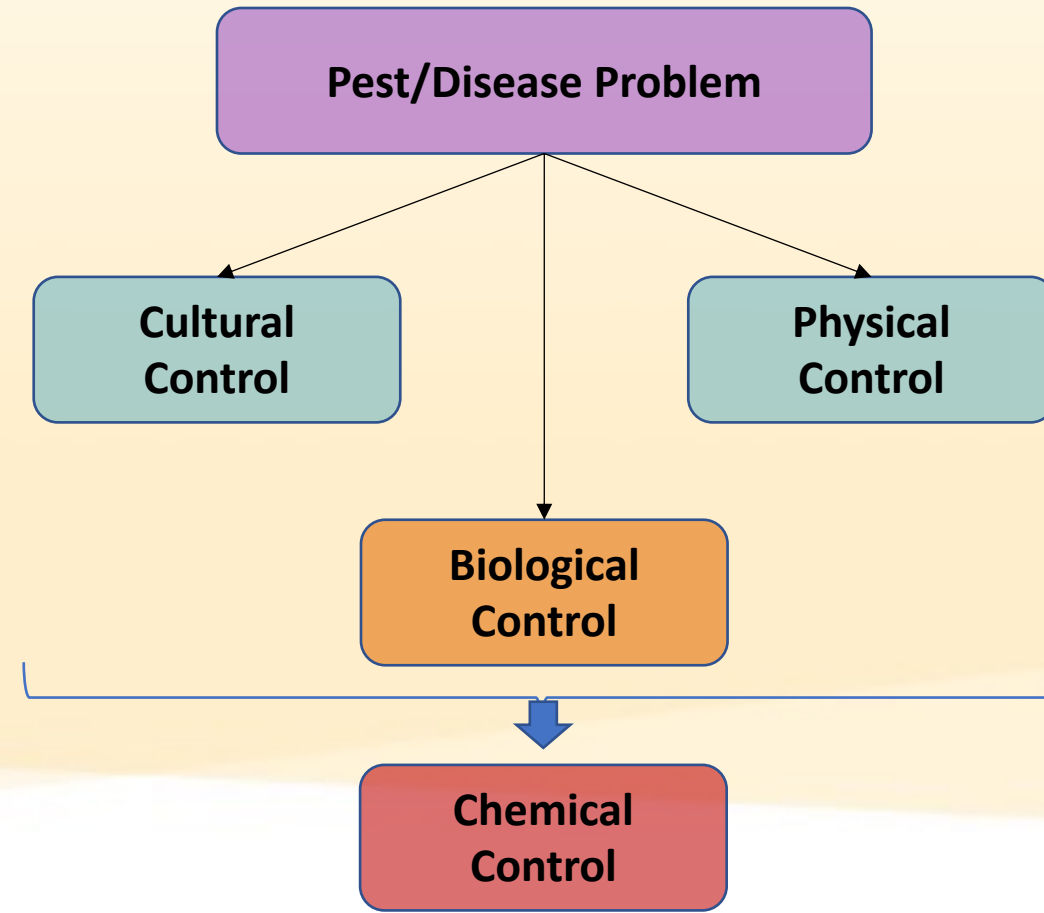 Pest/Disease Problem
Cultural
Control
Physical
Control
Biological
Control
Chemical
Control